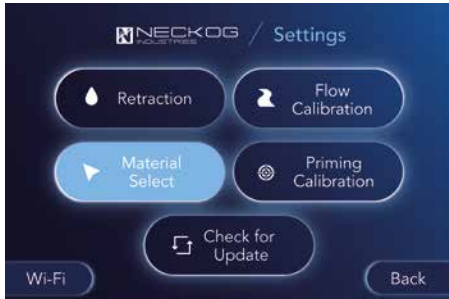 NECKOG / Settings
INDUSTRIES
Retraction
Flow
Calibration
Material
Select
Priming
Calibration
Check for
Update
Wi-Fi
Back